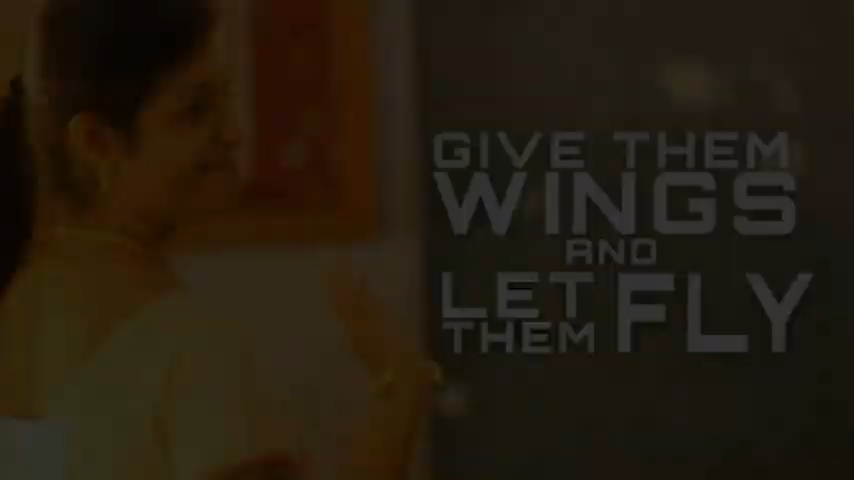 GIVE THEM
WINGS
AND
LET
THEM FLY